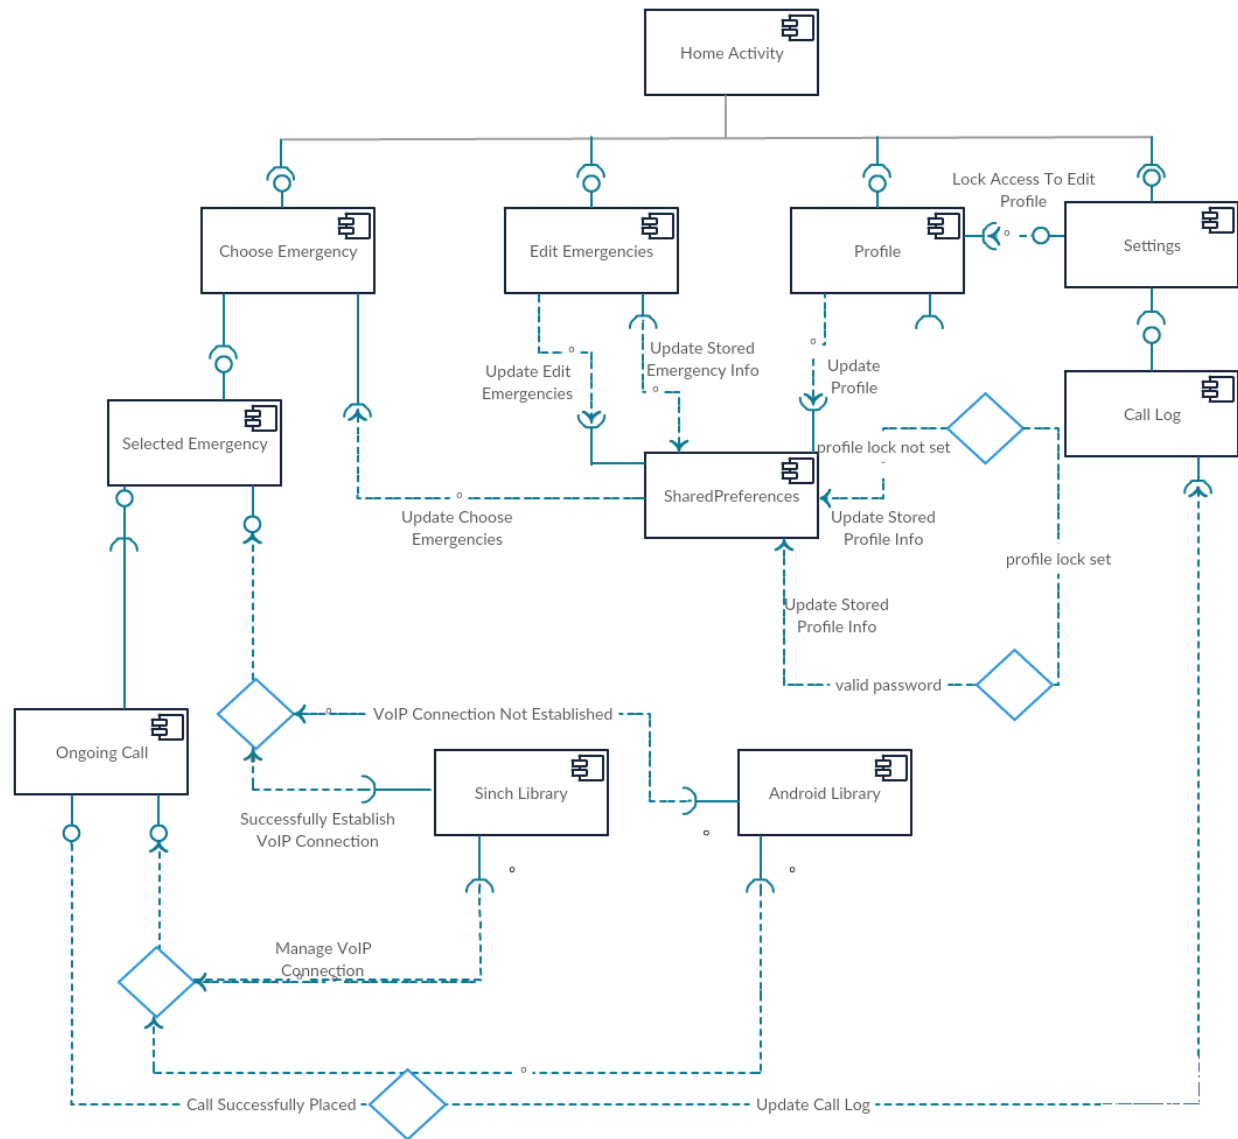 Home Activity
Lock Access To Edit
Profile
Choose Emergency
Edit Emergencies
Profile
Settings
Update Edit
Emergencies
Update Stored
Emergency Info
Update
Profile
Selected Emergency
Call Log
profile lock not set
SharedPreferences
Update Choose
Emergencies
Update Stored
Profile Info
profile lock set
Update Stored
Profile Info
valid password
VoIP Connection Not Established
Ongoing Call
Sinch Library
Android Library
Successfully Establish
VoIP Connection
Manage VoIP
Connection
Call Successfully Placed
Update Call Log